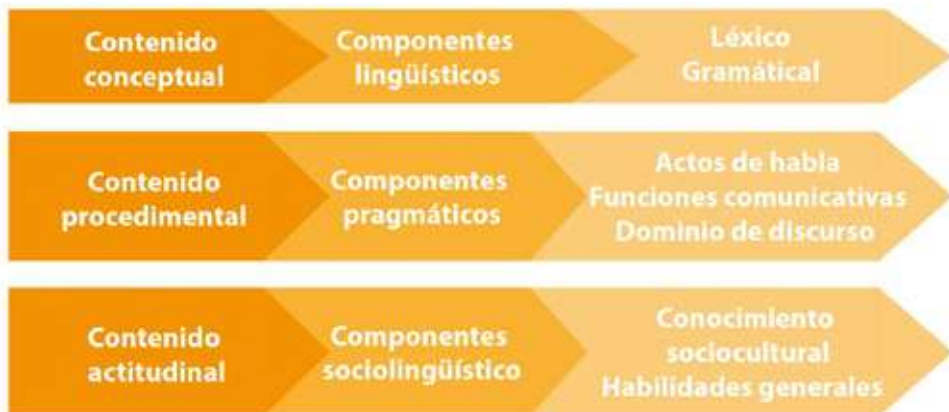 Contenido
conceptual
Componentes
lingüísticos
Léxico
Gramátical
Contenido
procedimental
Componentes
pragmáticos
Actos de habla
Funciones comunicativas
Dominio de discurso
Contenido
actitudinal
Componentes
sociolingüístico
Conocimiento
sociocultural
Habilidades generales